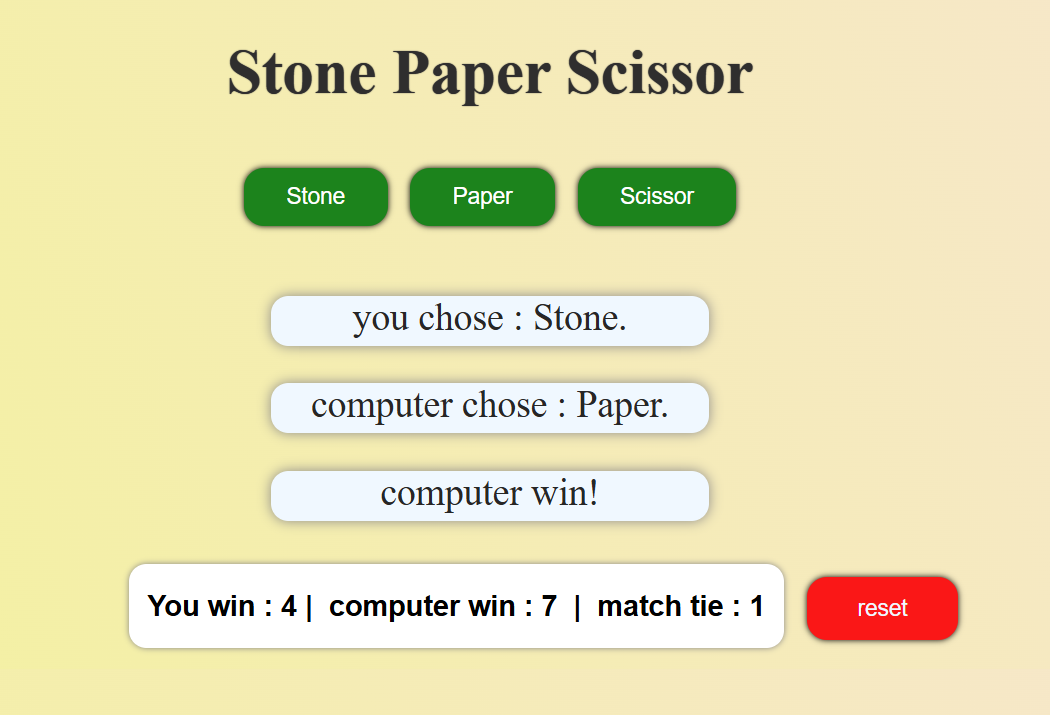 Stone Paper Scissor
Stone Paper Scissor
you chose : Stone.
computer chose : Paper.
computer win!
You win : 4 | computer win : 7 | match tie : 1 reset